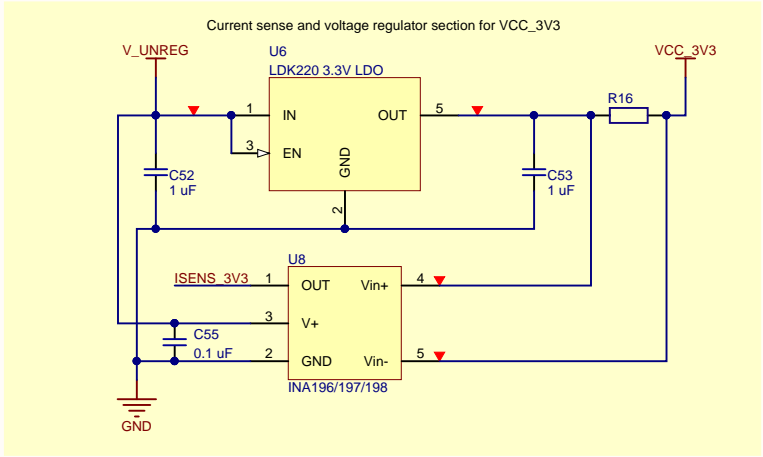 Current sense and voltage regulator section for VCC_3V3
V_UNREG
U6
VCC_3V3
LDK220 3.3V LDO
R16
1
IN
OUT
5
3
EN
GND
2
C52
1 uF
C53
1 uF
U8
ISENS_3V3
1
OUT
Vin+
4
3
V+
C55
0.1 uF
2
GND
Vin-
5
INA196/197/198
GND